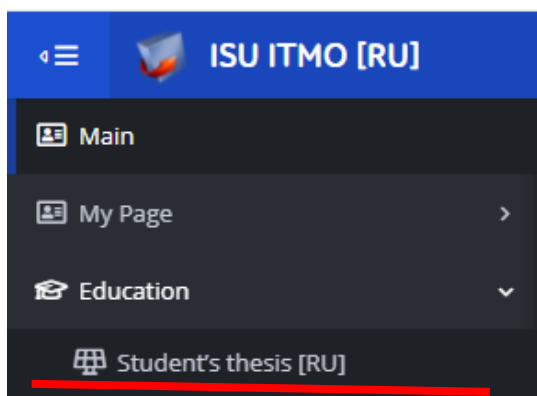 ISU ITMO [RU]
Main
My Page
Education
Student's thesis [RU]